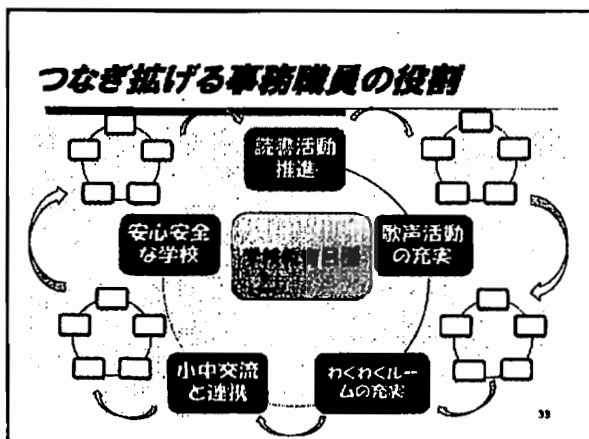 つなぎ拡げる事務職員の役割
読書活動
推進
安心安全
な学校
歌声活動
の充実
小中交流
と連携
わくわくルー
ムの充実
33